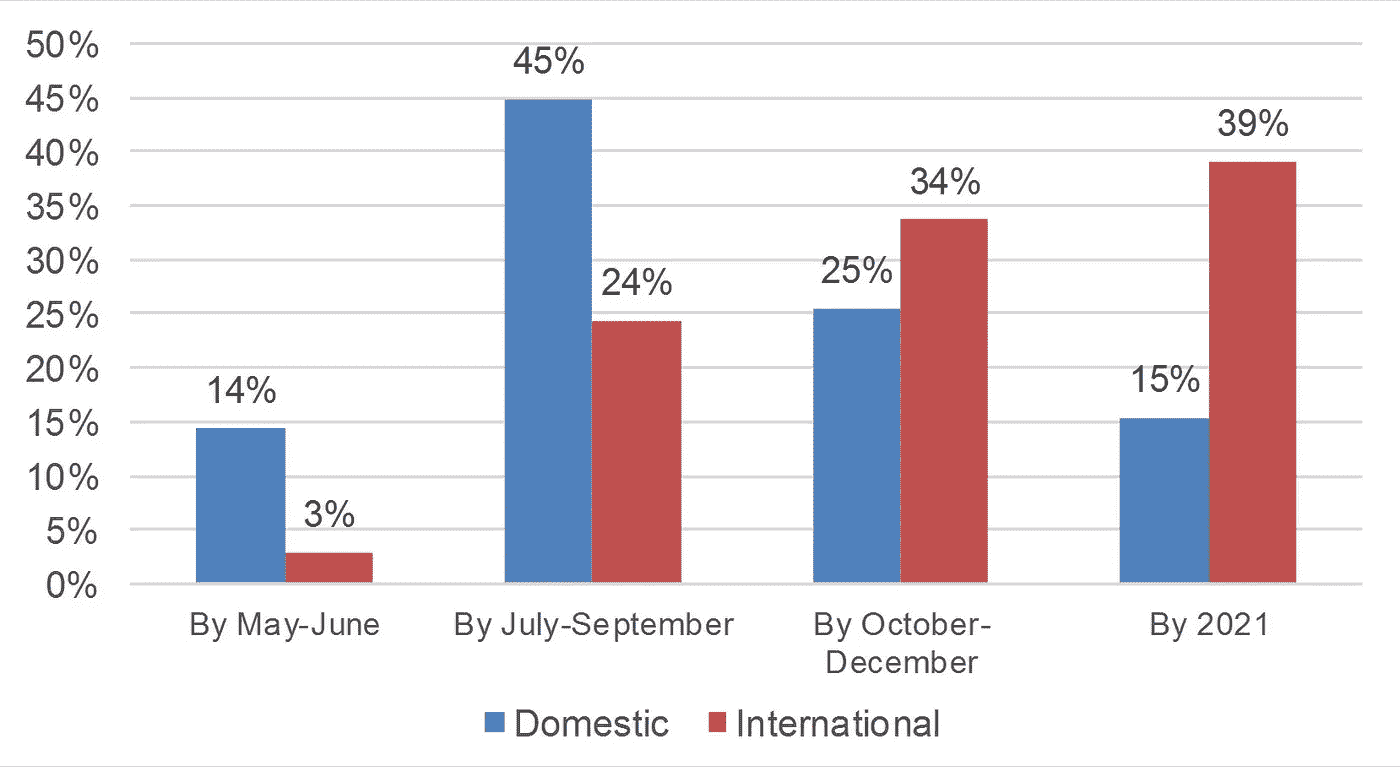 50%
45%
40%
35%
30%
25%
20%
15%
10%
5%
0%
14%
3%
45%
24%
25%
34%
15%
39%
By May-June
By July-September
By October-
December
By 2021
Domestic
International